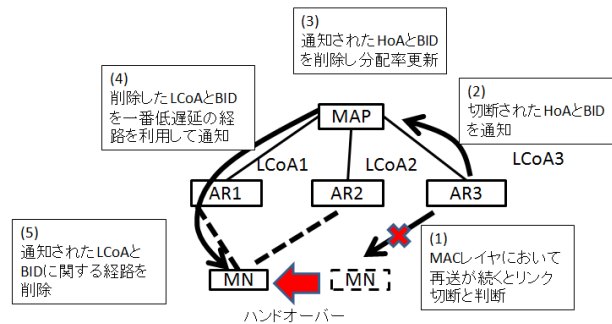 (3)
通知されたHoAとBID
を削除し分配率更新
(4)
削除したLCoAとBID
を一番低遅延の経
路を利用して通知
(2)
切断されたHoAとBID
を通知
MAP
LCoA1
LCoA2
LCoA3
AR1
AR2
AR3
(5)
通知されたLCoAと
BIDに関する経路を
削除
(1)
MACレイヤにおいて
再送が続くとリンク
切断と判断
MN
MN
ハンドオーバー